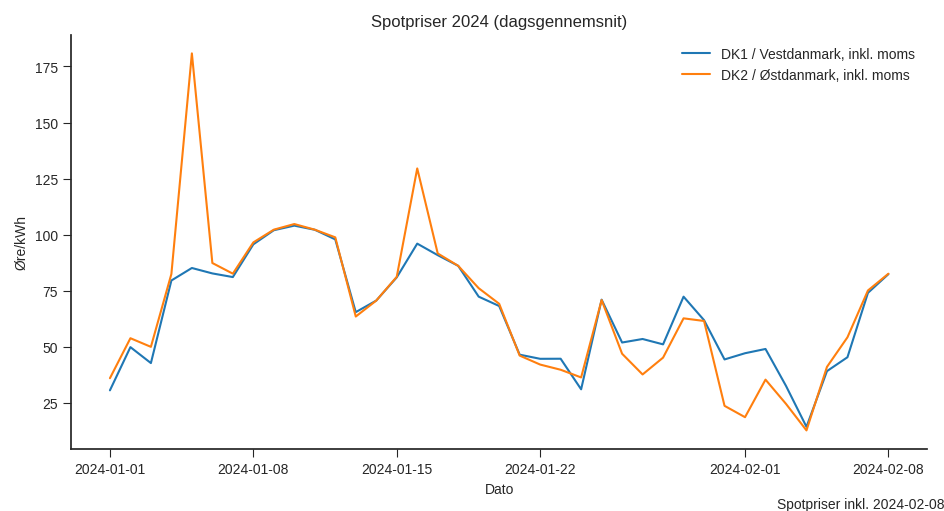 Spotpriser 2024 (dagsgennemsnit)
DK1 / Vestdanmark, inkl. moms
DK2 / Østdanmark, inkl. moms
Øre/kWh
175
150
125
100
75
50
25
2024-01-01
2024-01-08
2024-01-15
2024-01-22
2024-02-01
2024-02-08
Dato
Spotpriser inkl. 2024-02-08